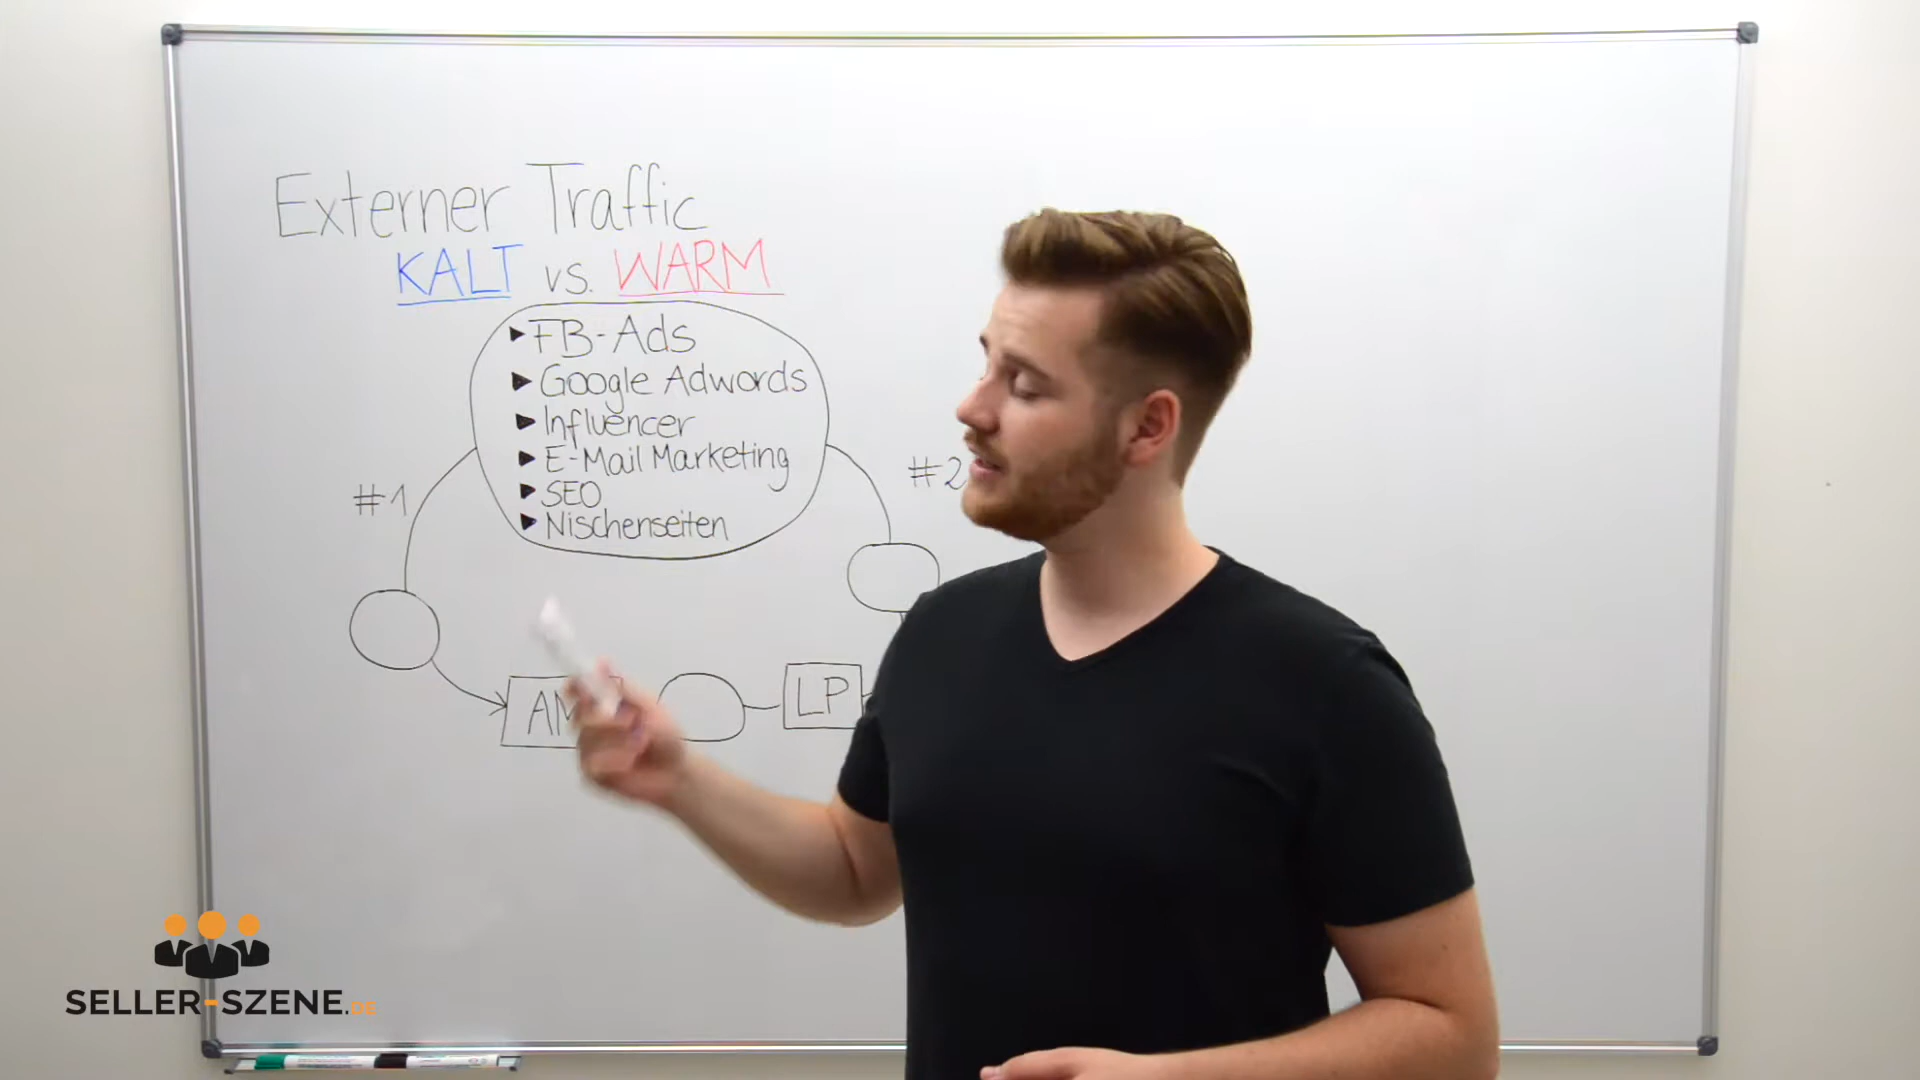 Externer Traffic
KALT vs. WARM
FB-Ads
Google Adwords
Influencer
E-Mail Marketing
SEO
Nischenseiten
#1
#2
LP
SELLER-SZENE.DE